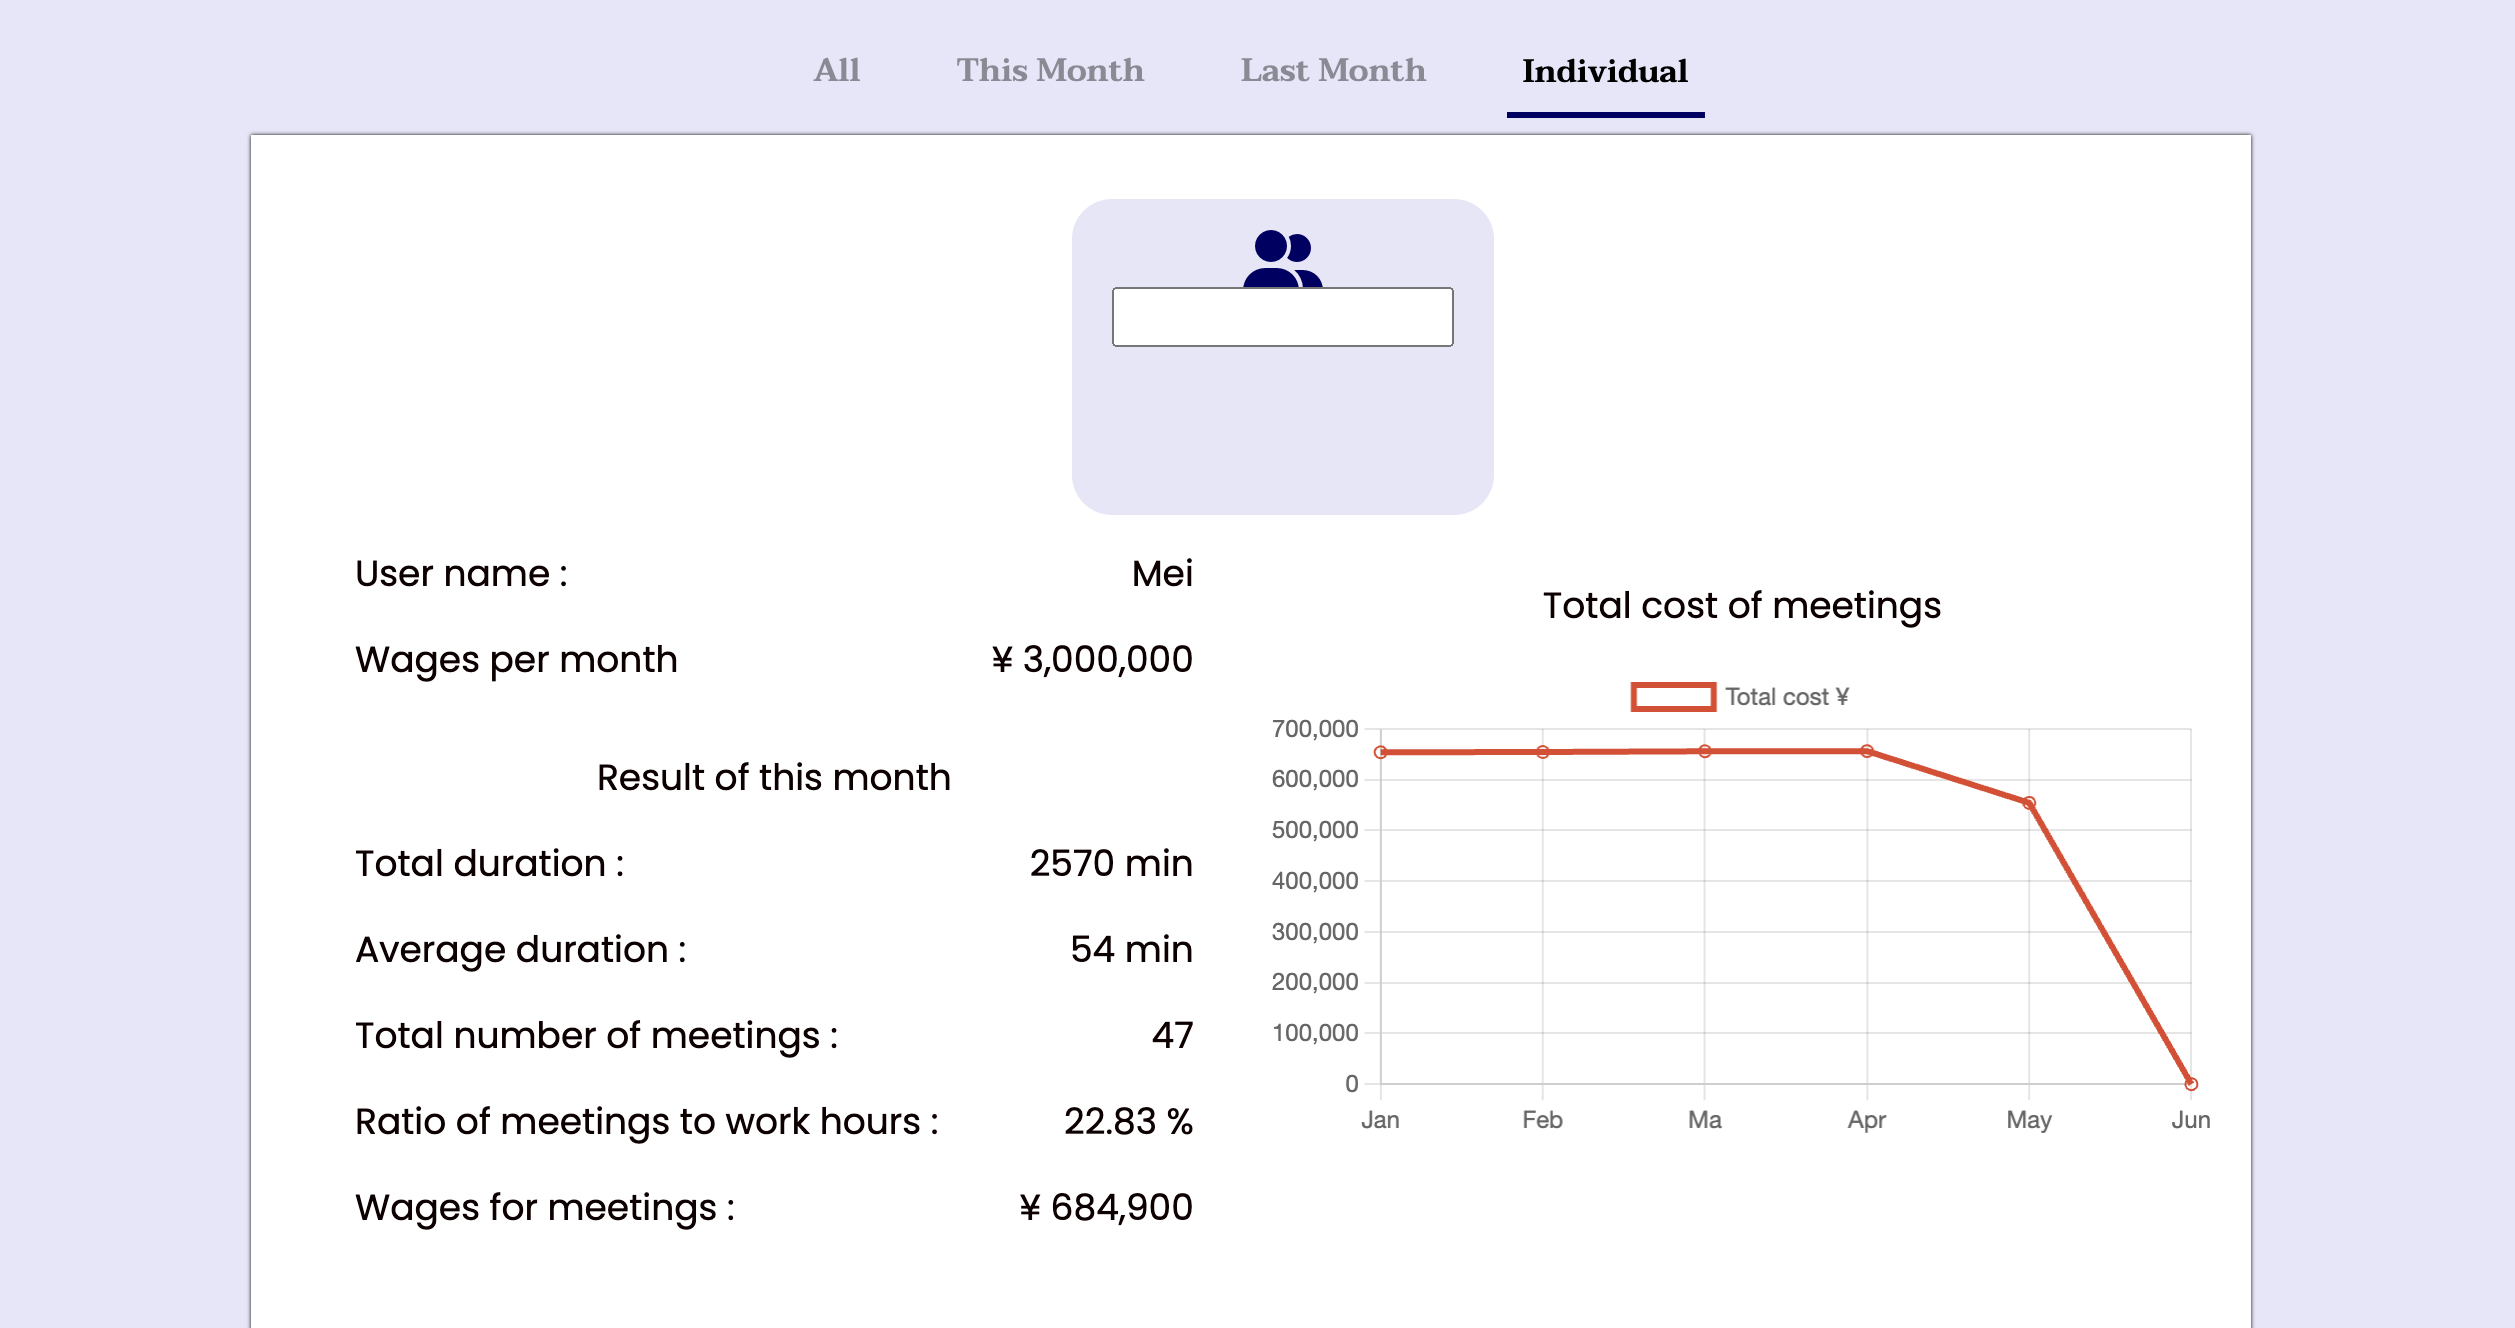 All This Month Last Month Individual
User name : Mei
Wages per month ¥ 3,000,000
Result of this month
Total duration : 2570 min
Average duration : 54 min
Total number of meetings : 47
Ratio of meetings to work hours : 22.83 %
Wages for meetings : ¥ 684,900
Total cost of meetings
Total cost ¥
700,000
600,000
500,000
400,000
300,000
200,000
100,000
0
Jan Feb Ma Apr May Jun